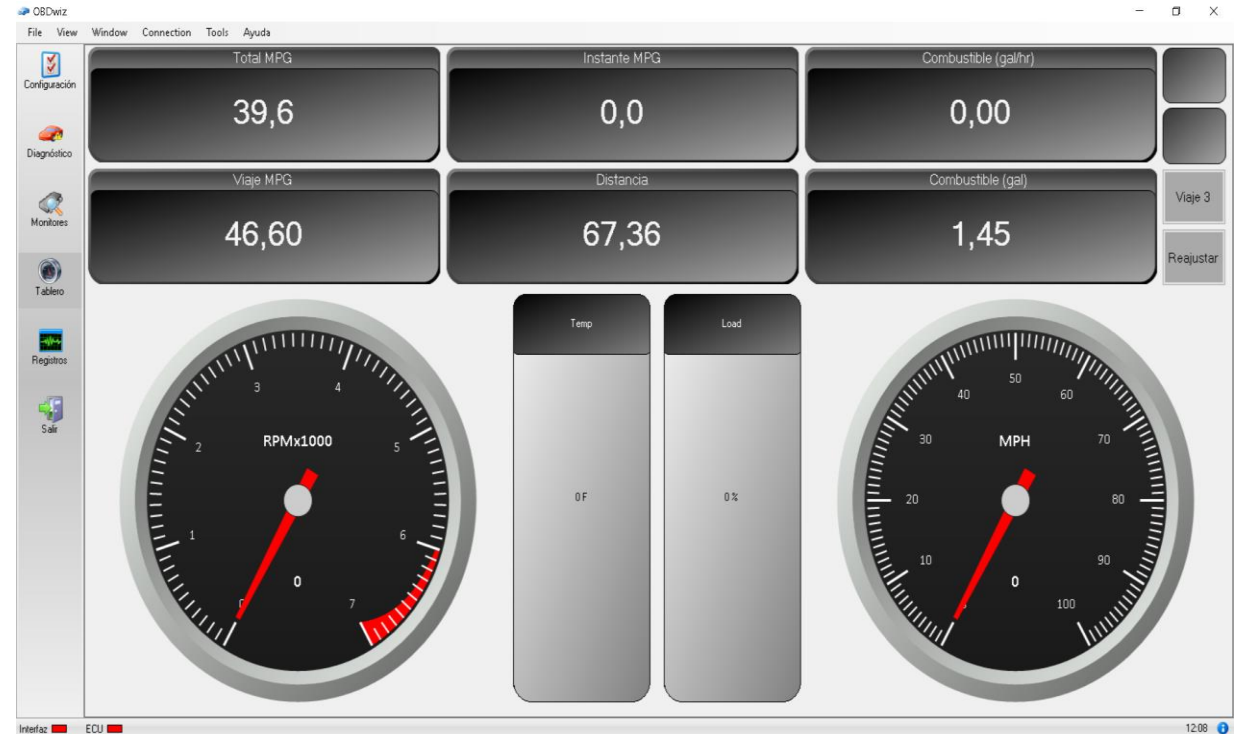 OBDwiz
File View Window Connection Tools Ayuda
Configuración
Diagnóstico
Monitores
Tablero
Registros
Salir
Total MPG
39,6
Instante MPG
0,0
Combustible (gal/hr)
0,00
Viaje MPG
46,60
Distancia
67,36
Combustible (gal)
1,45
Viaje 3
Reajustar
RPMx1000
0
1
2
3
4
5
6
7
0
Temp
0 F
Load
0 %
MPH
10
20
30
40
50
60
70
80
90
100
0
Interfaz ECU 12:08